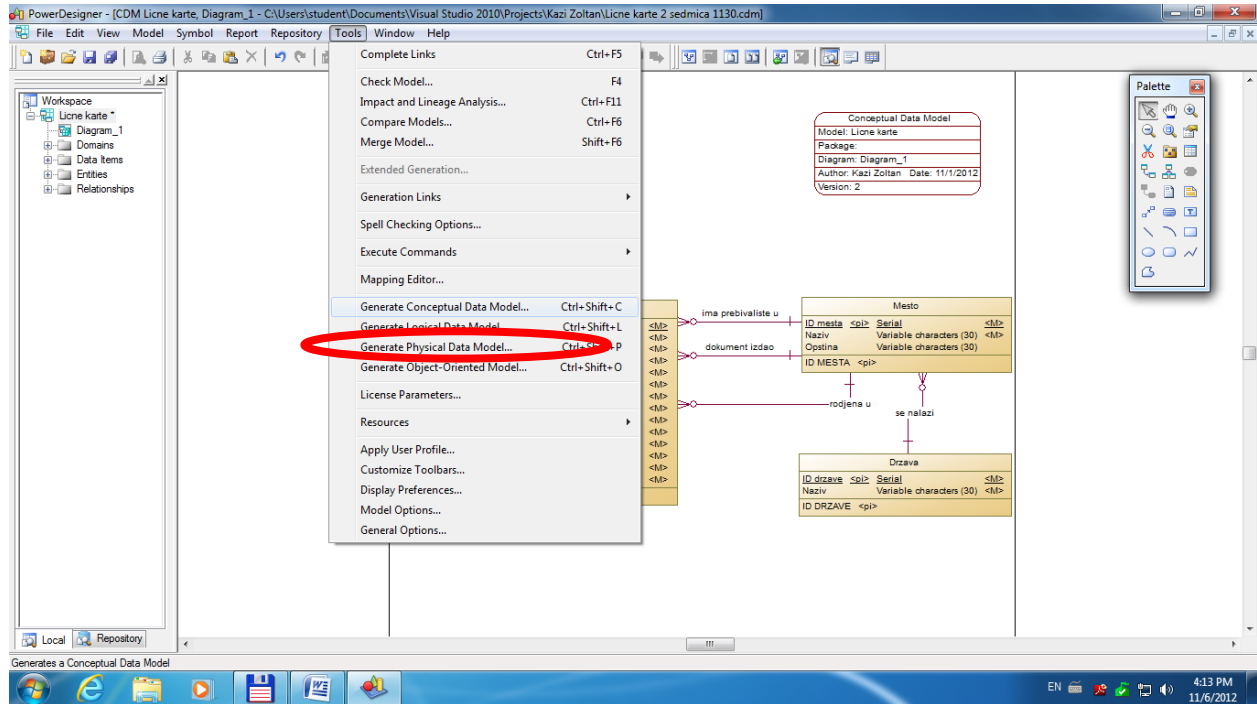 PowerDesigner - [CDM Licne karte, Diagram_1 - C:\Users\student\Documents\Visual Studio 2010\Projects\Kazi Zoltan\Licne karte 2 sedmica 1130.cdm]
File Edit View Model Symbol Report Repository Tools Window Help
Workspace
Licne karte *
Diagram_1
Domains
Data Items
Entities
Relationships
Local Repository
Complete Links Ctrl+F5
Check Model... F4
Impact and Lineage Analysis... Ctrl+F11
Compare Models... Ctrl+F6
Merge Model... Shift+F6
Extended Generation...
Generation Links
Spell Checking Options...
Execute Commands
Mapping Editor...
Generate Conceptual Data Model... Ctrl+Shift+C
Generate Logical Data Model... Ctrl+Shift+L
Generate Physical Data Model... Ctrl+Shift+P
Generate Object-Oriented Model... Ctrl+Shift+O
License Parameters...
Resources
Apply User Profile...
Customize Toolbars...
Display Preferences...
Model Options...
General Options...
<M>
<M>
<M>
<M>
<M>
<M>
<M>
<M>
<M>
<M>
<M>
<M>
<M>
<M>
Conceptual Data Model
Model: Licne karte
Package:
Diagram: Diagram_1
Author: Kazi Zoltan Date: 11/1/2012
Version: 2
ima prebivaliste u
dokument izdao
rodjena u
se nalazi
Mesto
ID mesta <pi> Serial <M>
Naziv Variable characters (30) <M>
Opstina Variable characters (30)
ID MESTA <pi>
Drzava
ID drzave <pi> Serial <M>
Naziv Variable characters (30) <M>
ID DRZAVE <pi>
Palette
Generates a Conceptual Data Model
EN
4:13 PM
11/6/2012